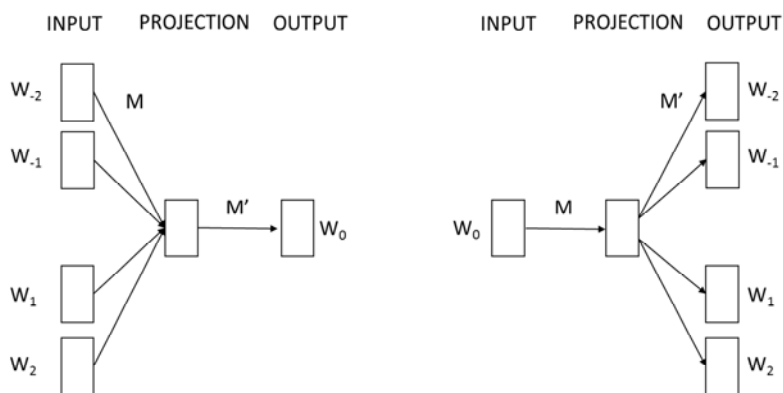 INPUT PROJECTION OUTPUT
W-2
M
W-1
M’
W0
W1
W2
INPUT PROJECTION OUTPUT
W-2
M’
W-1
M
W0
W1
W2